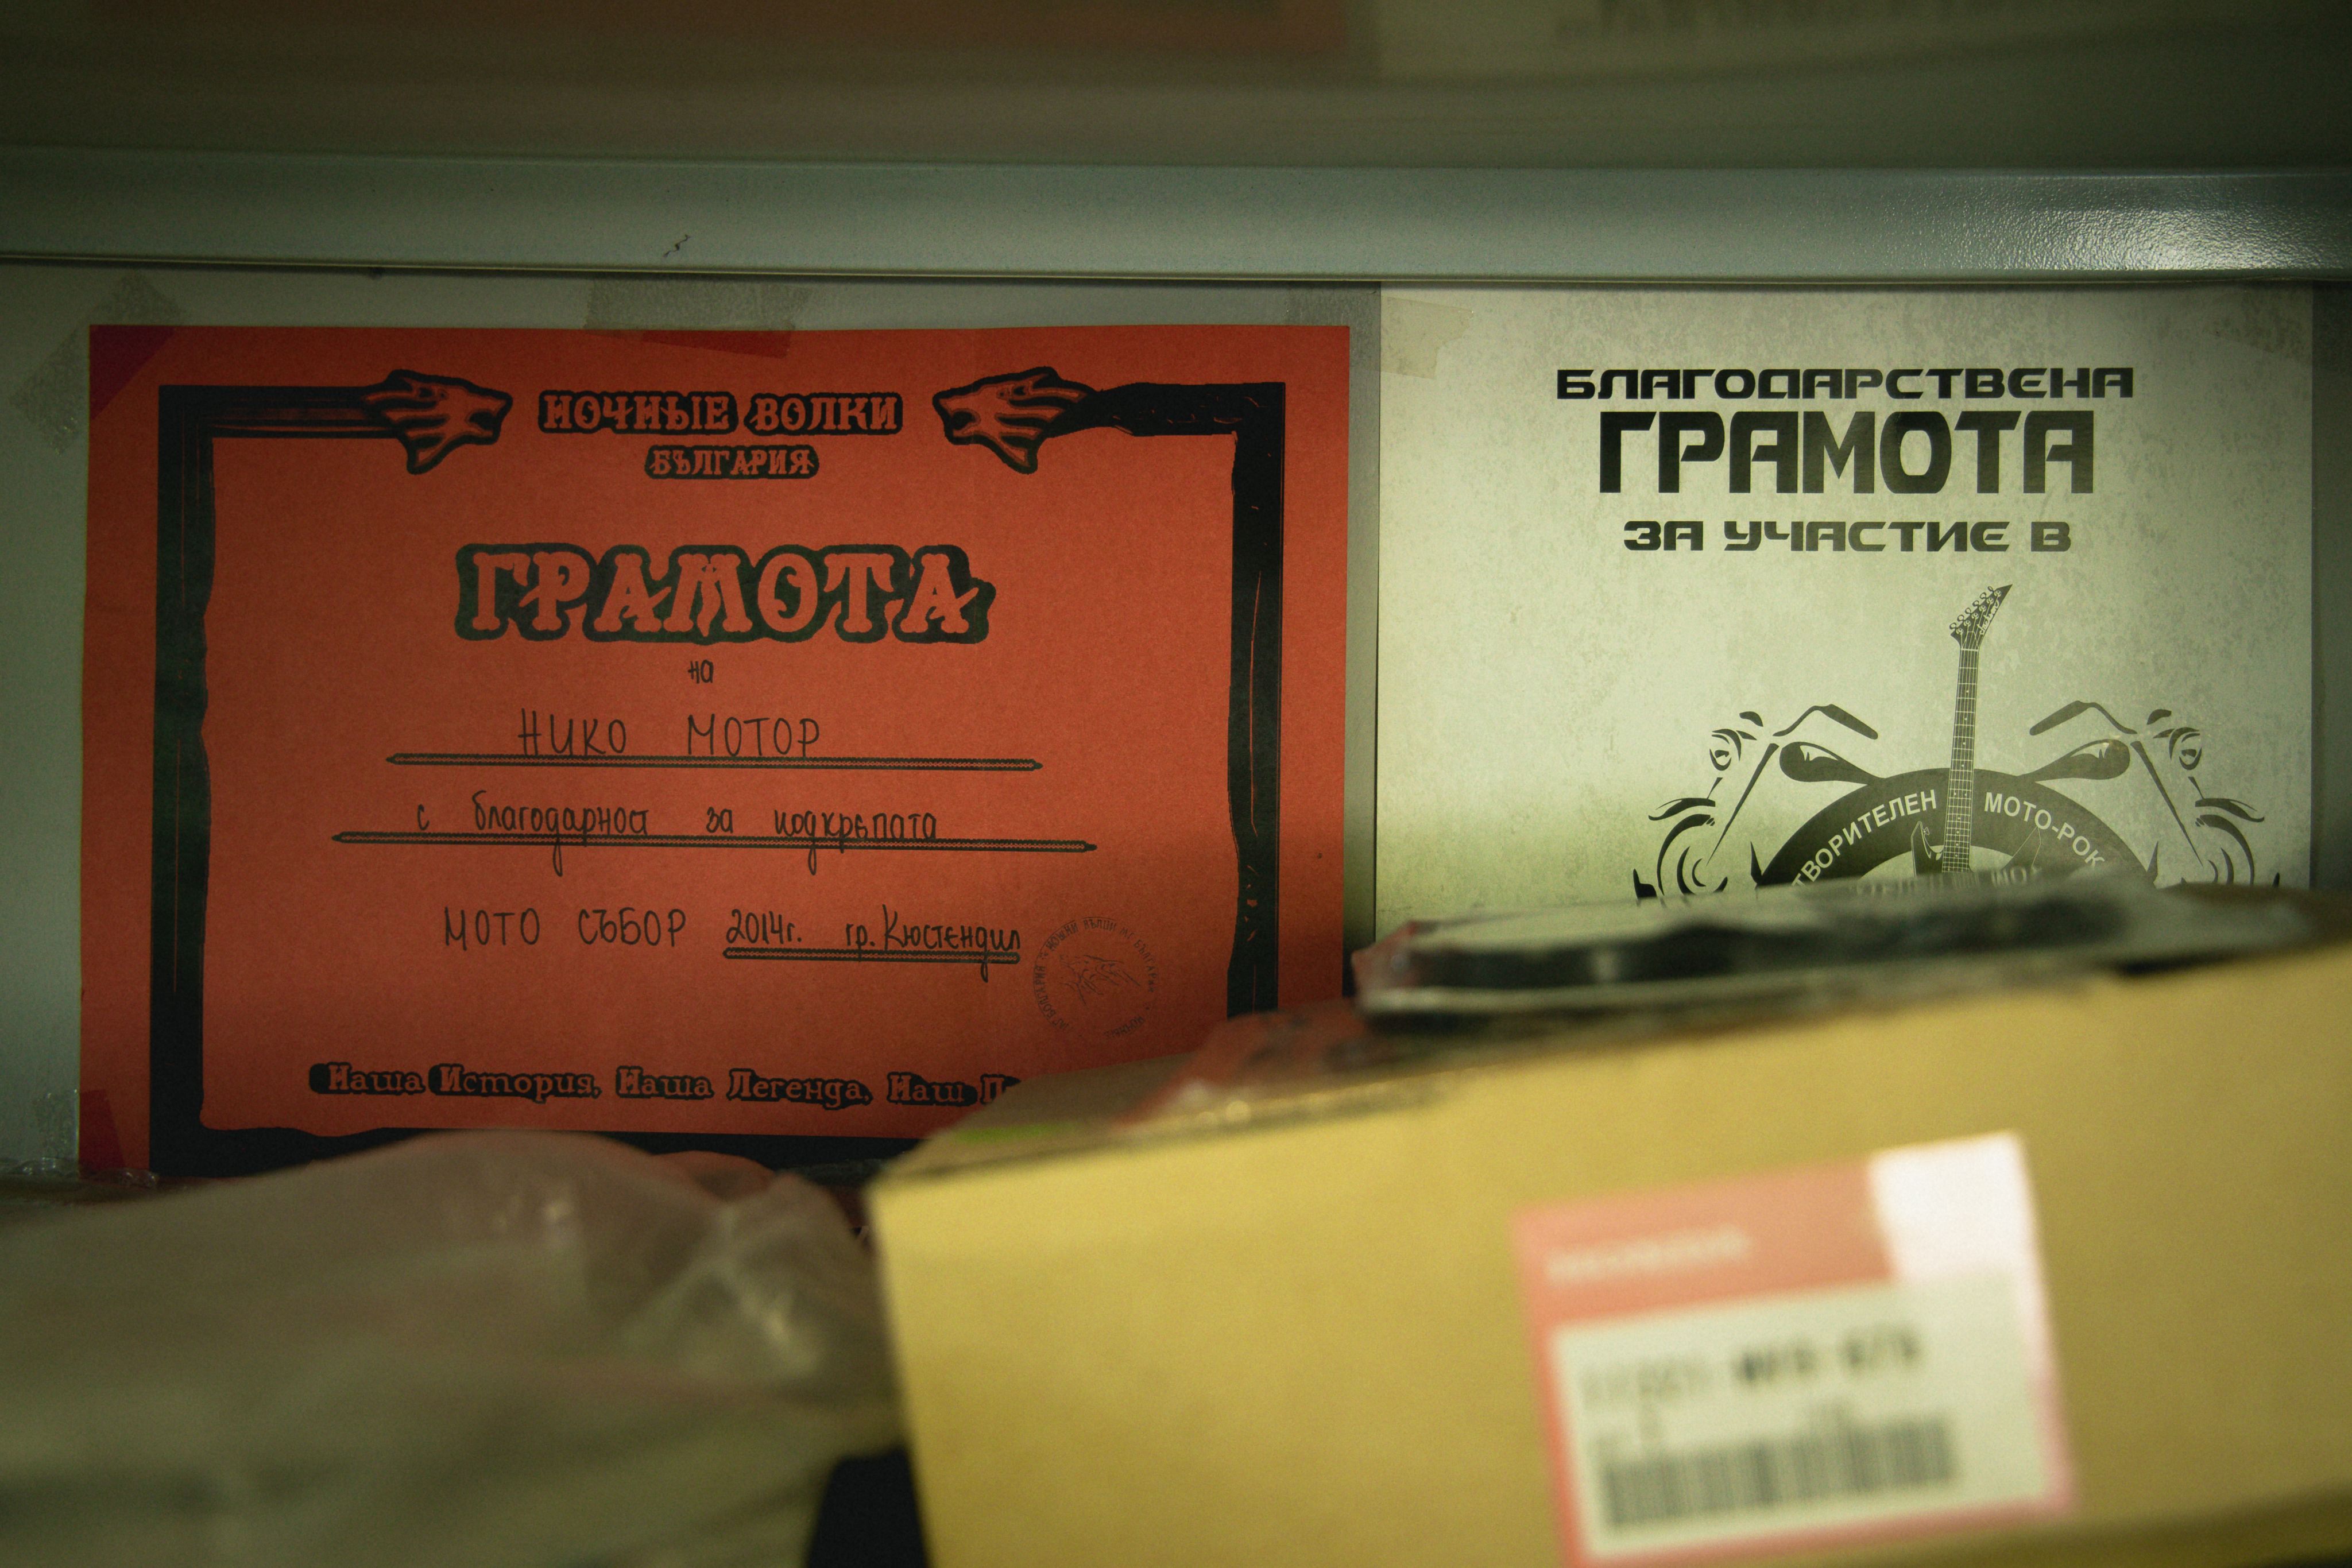 НОЧНЫЕ ВОЛКИ
БЪЛГАРИЯ
ГРАМОТА
на
НИКО МОТОР
с благодарност за подкрепата
МОТО СЪБОР 2014г. гр. Кюстендил
Наша История, Наша Легенда, Наш
БЛАГОДАРСТВЕНА
ГРАМОТА
ЗА УЧАСТИЕ В
ТВОРИТЕЛЕН МОТО-РОК